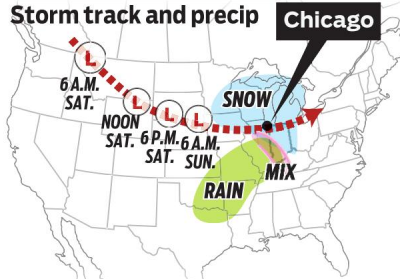 Storm track and precip
Chicago
L
6 A.M.
SAT.
L
NOON
SAT.
L
6 P.M.
SAT.
L
6 A.M.
SUN.
SNOW
MIX
RAIN